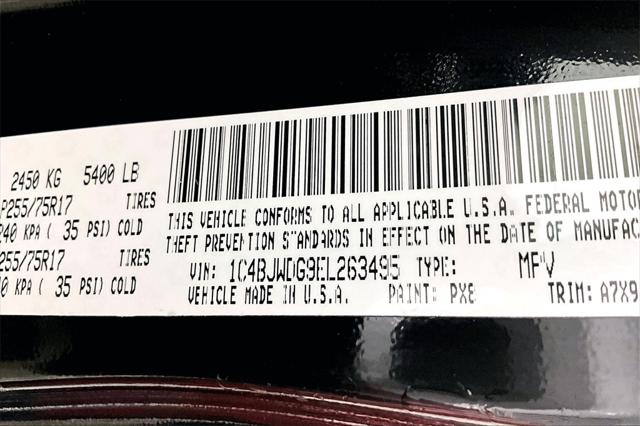 2450 KG 5400 LB
P255/75R17 TIRES
240 KPA ( 35 PSI) COLD
255/75R17 TIRES
0 KPA ( 35 PSI) COLD
THIS VEHICLE CONFORMS TO ALL APPLICABLE U.S.A. FEDERAL MOTOR
THEFT PREVENTION STANDARDS IN EFFECT ON THE DATE OF MANUFAC
VIN: 1C4BJWDG9EL263495 TYPE: MPV
VEHICLE MADE IN U.S.A. PAINT: PX8 TRIM: A7X9